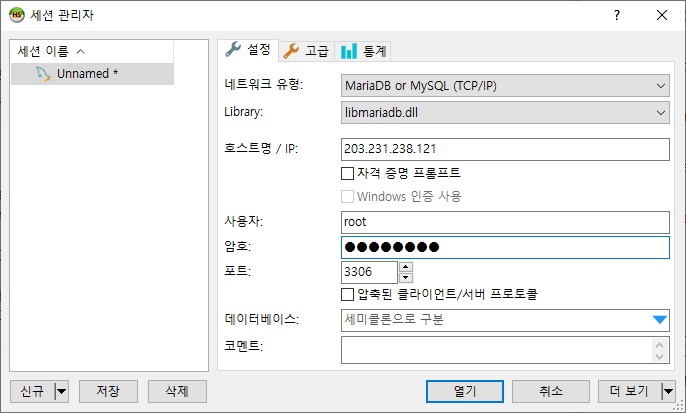 세션 관리자
세션 이름
Unnamed *
설정 고급 통계
네트워크 유형: MariaDB or MySQL (TCP/IP)
Library: libmariadb.dll
호스트명 / IP: 203.231.238.121
자격 증명 프롬프트
Windows 인증 사용
사용자: root
암호: ●●●●●●●●
포트: 3306
압축된 클라이언트/서버 프로토콜
데이터베이스: 세미콜론으로 구분
코멘트:
신규 저장 삭제 열기 취소 더 보기